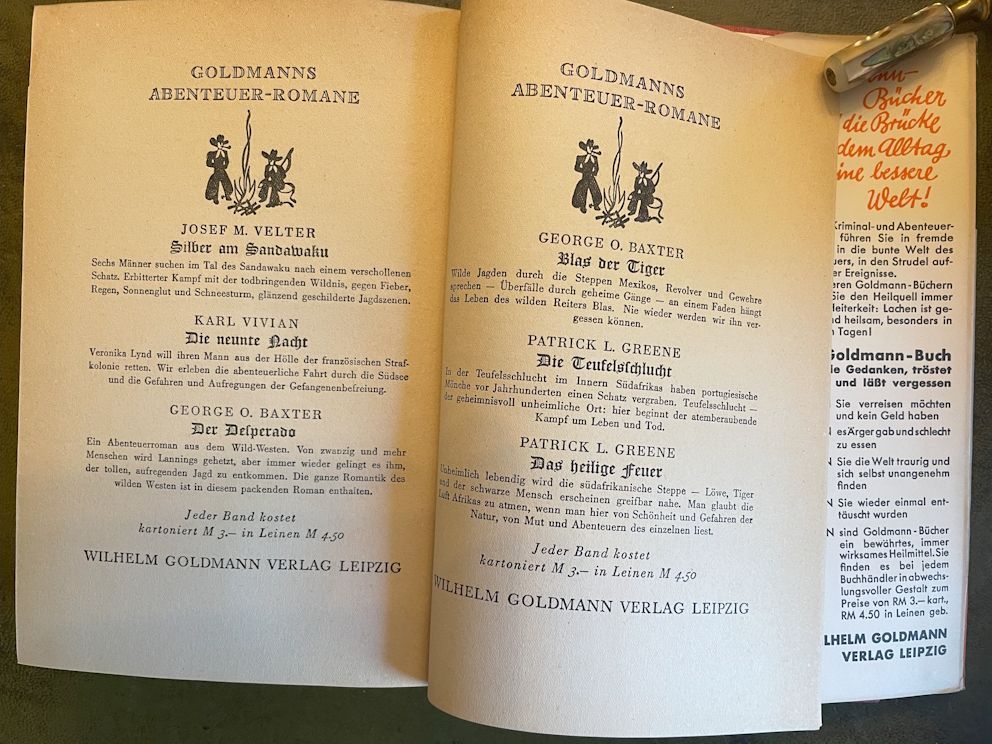 GOLDMANNS
ABENTEUER-ROMANE
JOSEF M. VELTER
Silber am Sandawaku
Sechs Männer suchen im Tal des Sandawaku nach einem verschollenen
Schatz. Erbitterter Kampf mit der todbringenden Wildnis, gegen Fieber,
Regen, Sonnenglut und Schneesturm, glänzend geschilderte Jagdszenen.
KARL VIVIAN
Die neunte Nacht
Veronika Lynd will ihren Mann aus der Hölle der französischen Straf-
kolonie retten. Wir erleben die abenteuerliche Fahrt durch die Südsee
und die Gefahren und Aufregungen der Gefangenenbefreiung.
GEORGE O. BAXTER
Der Desperado
Ein Abenteuerroman aus dem Wild-Westen. Von zwanzig und mehr
Menschen wird Lannings gehetzt, aber immer wieder gelingt es ihm,
der tollen, aufregenden Jagd zu entkommen. Die ganze Romantik des
wilden Westen ist in diesem packenden Roman enthalten.
Jeder Band kostet
kartoniert M 3.— in Leinen M 4.50
WILHELM GOLDMANN VERLAG LEIPZIG
GOLDMANNS
ABENTEUER-ROMANE
GEORGE O. BAXTER
Blas der Tiger
Wilde Jagden durch die Steppen Mexikos, Revolver und Gewehre
sprechen — Überfälle durch geheime Gänge — an einem Faden hängt
das Leben des wilden Reiters Blas. Nie wieder werden wir ihn ver-
gessen können.
PATRICK L. GREENE
Die Teufelsschlucht
In der Teufelsschlucht im Innern Südafrikas haben portugiesische
Mönche vor Jahrhunderten einen Schatz vergraben. Teufelsschlucht —
der geheimnisvoll unheimliche Ort: hier beginnt der atemberaubende
Kampf um Leben und Tod.
PATRICK L. GREENE
Das heilige Feuer
Unheimlich lebendig wird die südafrikanische Steppe — Löwe, Tiger
und der schwarze Mensch erscheinen greifbar nahe. Man glaubt die
Luft Afrikas zu atmen, wenn man hier von Schönheit und Gefahren der
Natur, von Mut und Abenteuern des einzelnen liest.
Jeder Band kostet
kartoniert M 3.— in Leinen M 4.50
WILHELM GOLDMANN VERLAG LEIPZIG
Bücher
die Brücke
dem Alltag
ine bessere
Welt!
Kriminal- und Abenteuer-
führen Sie in fremde
in die bunte Welt des
uers, in den Strudel auf-
er Ereignisse.
eren Goldmann-Büchern
Sie den Heilquell immer
Heiterkeit: Lachen ist ge-
nd heilsam, besonders in
n Tagen!
Goldmann-Buch
ie Gedanken, tröstet
und läßt vergessen
Sie verreisen möchten
und kein Geld haben
es Ärger gab und schlecht
zu essen
N Sie die Welt traurig und
sich selbst unangenehm
finden
N Sie wieder einmal ent-
täuscht wurden
N sind Goldmann-Bücher
ein bewährtes, immer
wirksames Heilmittel. Sie
finden es bei jedem
Buchhändler in abwechs-
lungsvoller Gestalt zum
Preise von RM 3.— kart.,
RM 4.50 in Leinen geb.
LHELM GOLDMANN
VERLAG LEIPZIG